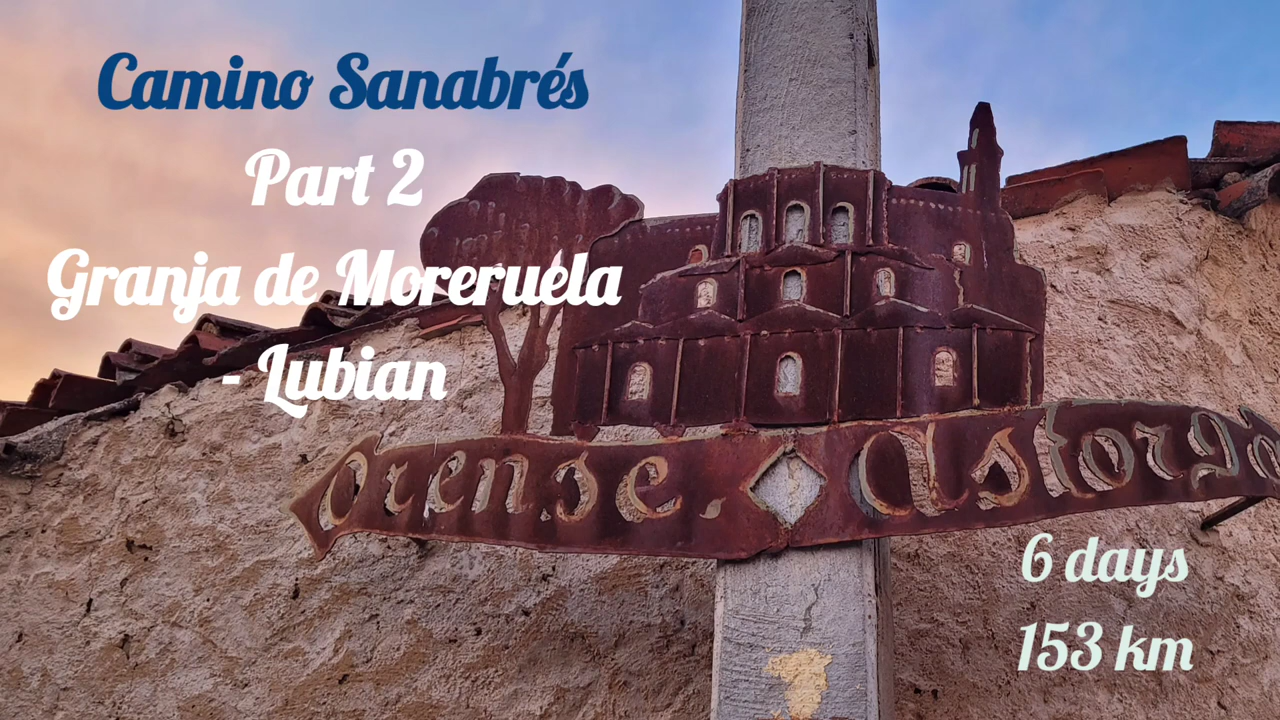 Camino Sanabrés
Part 2
Granja de Moreruela
- Lubian
orense. astorga
6 days
153 km